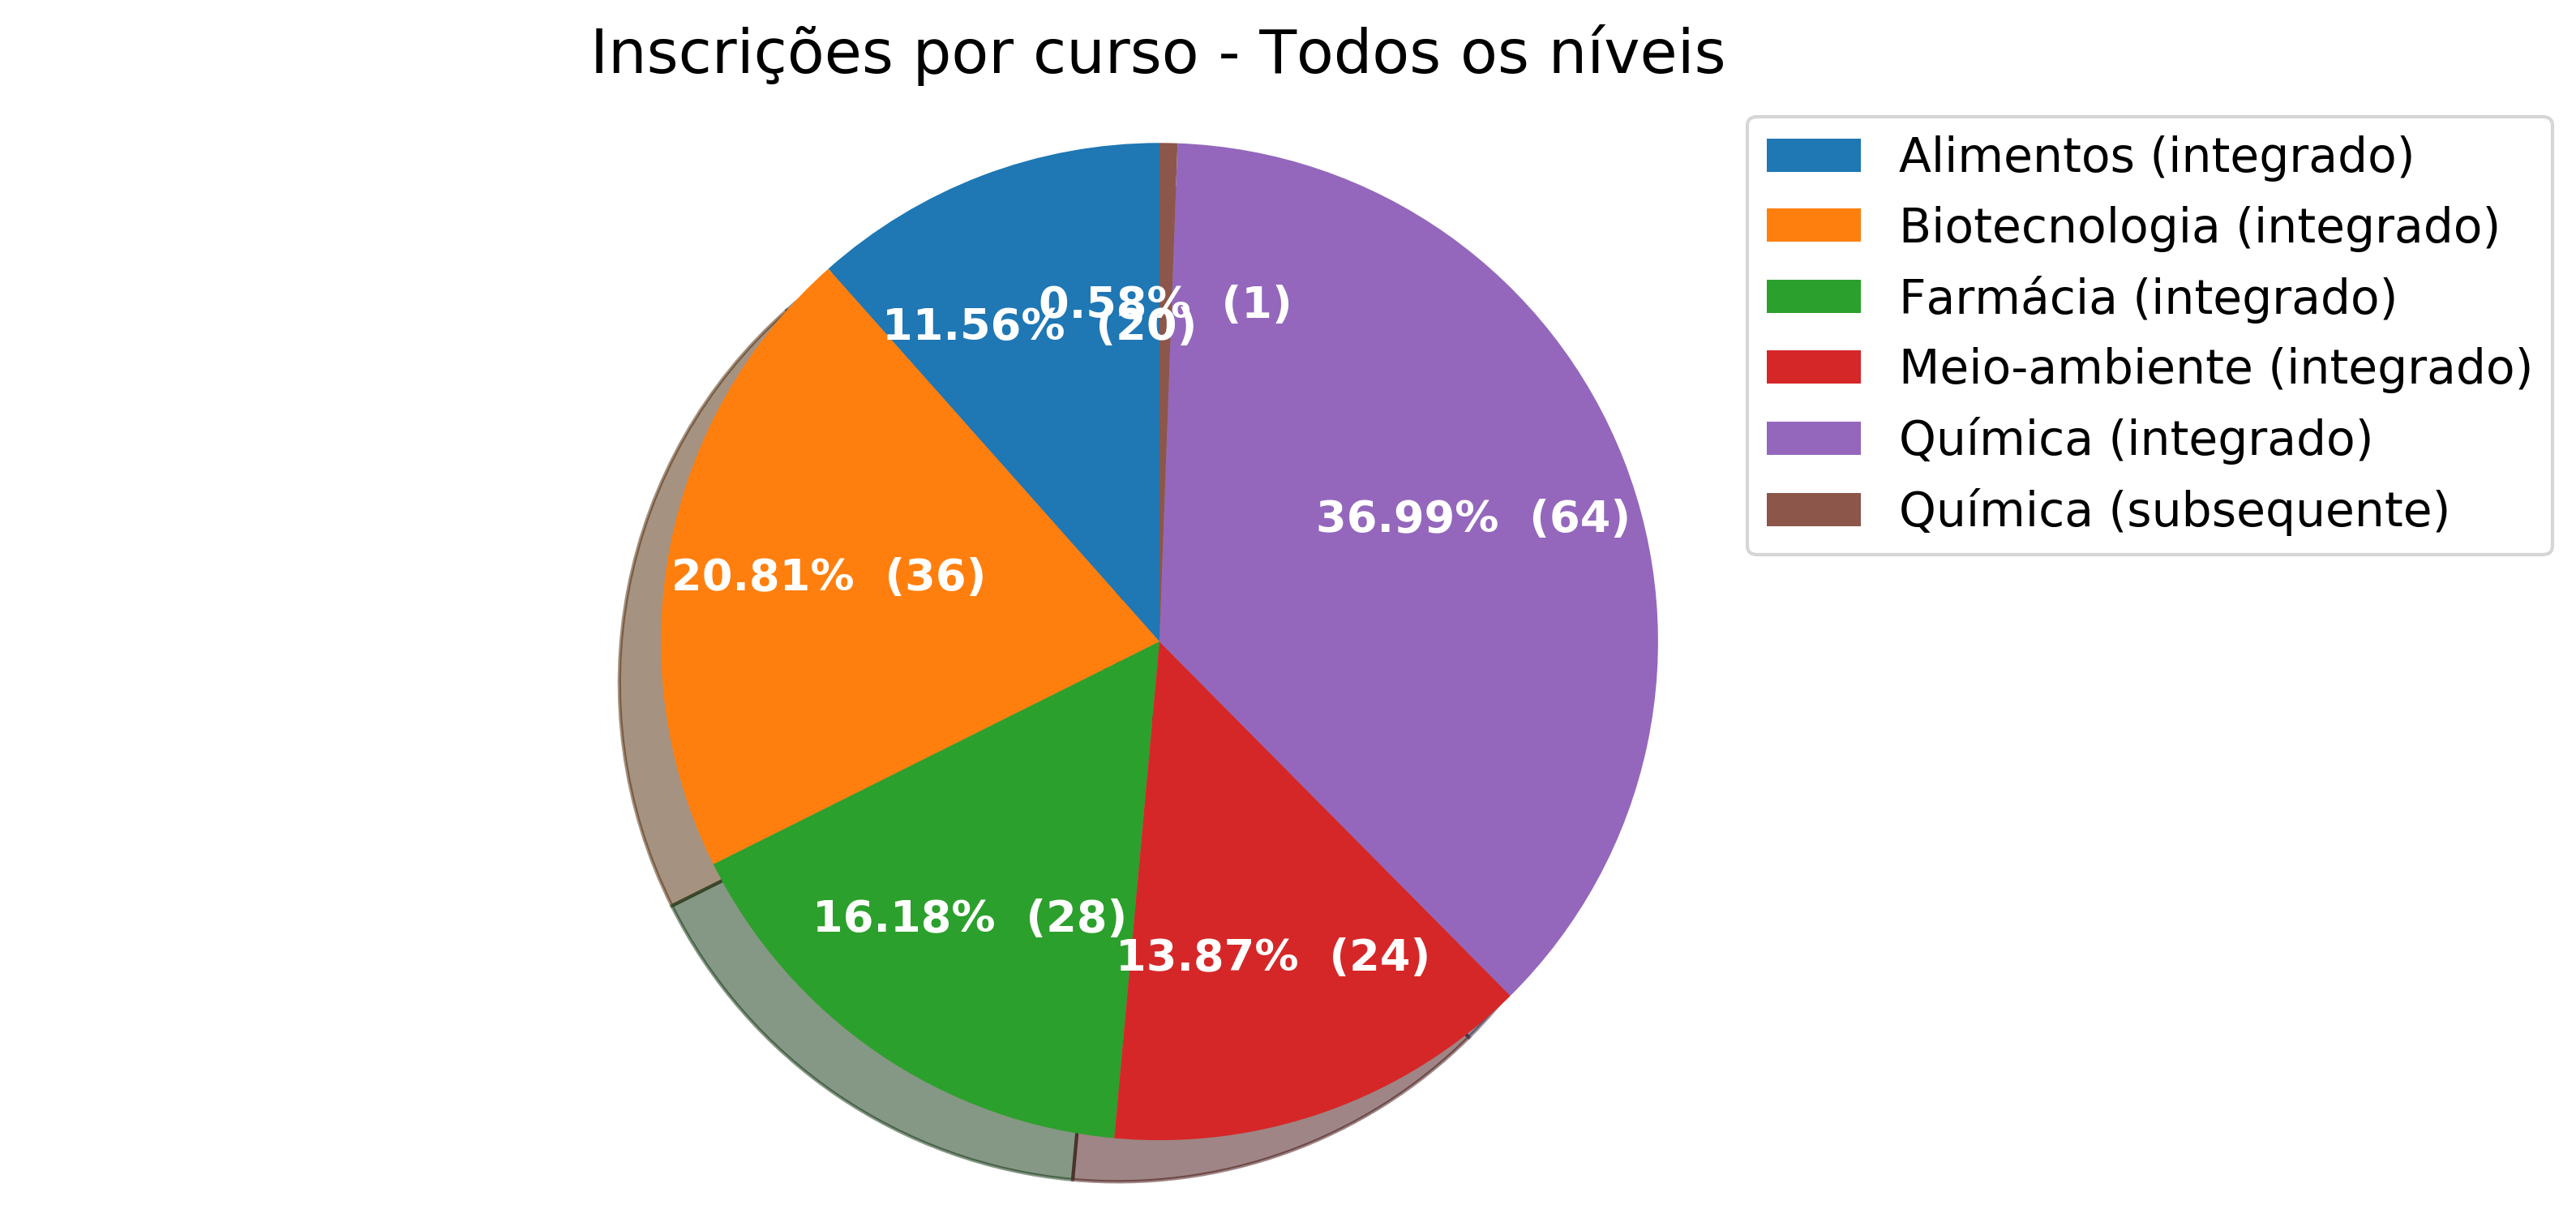 Inscrições por curso - Todos os níveis
Alimentos (integrado)
Biotecnologia (integrado)
Farmácia (integrado)
Meio-ambiente (integrado)
Química (integrado)
Química (subsequente)
0.58% (1)
11.56% (20)
36.99% (64)
20.81% (36)
16.18% (28)
13.87% (24)